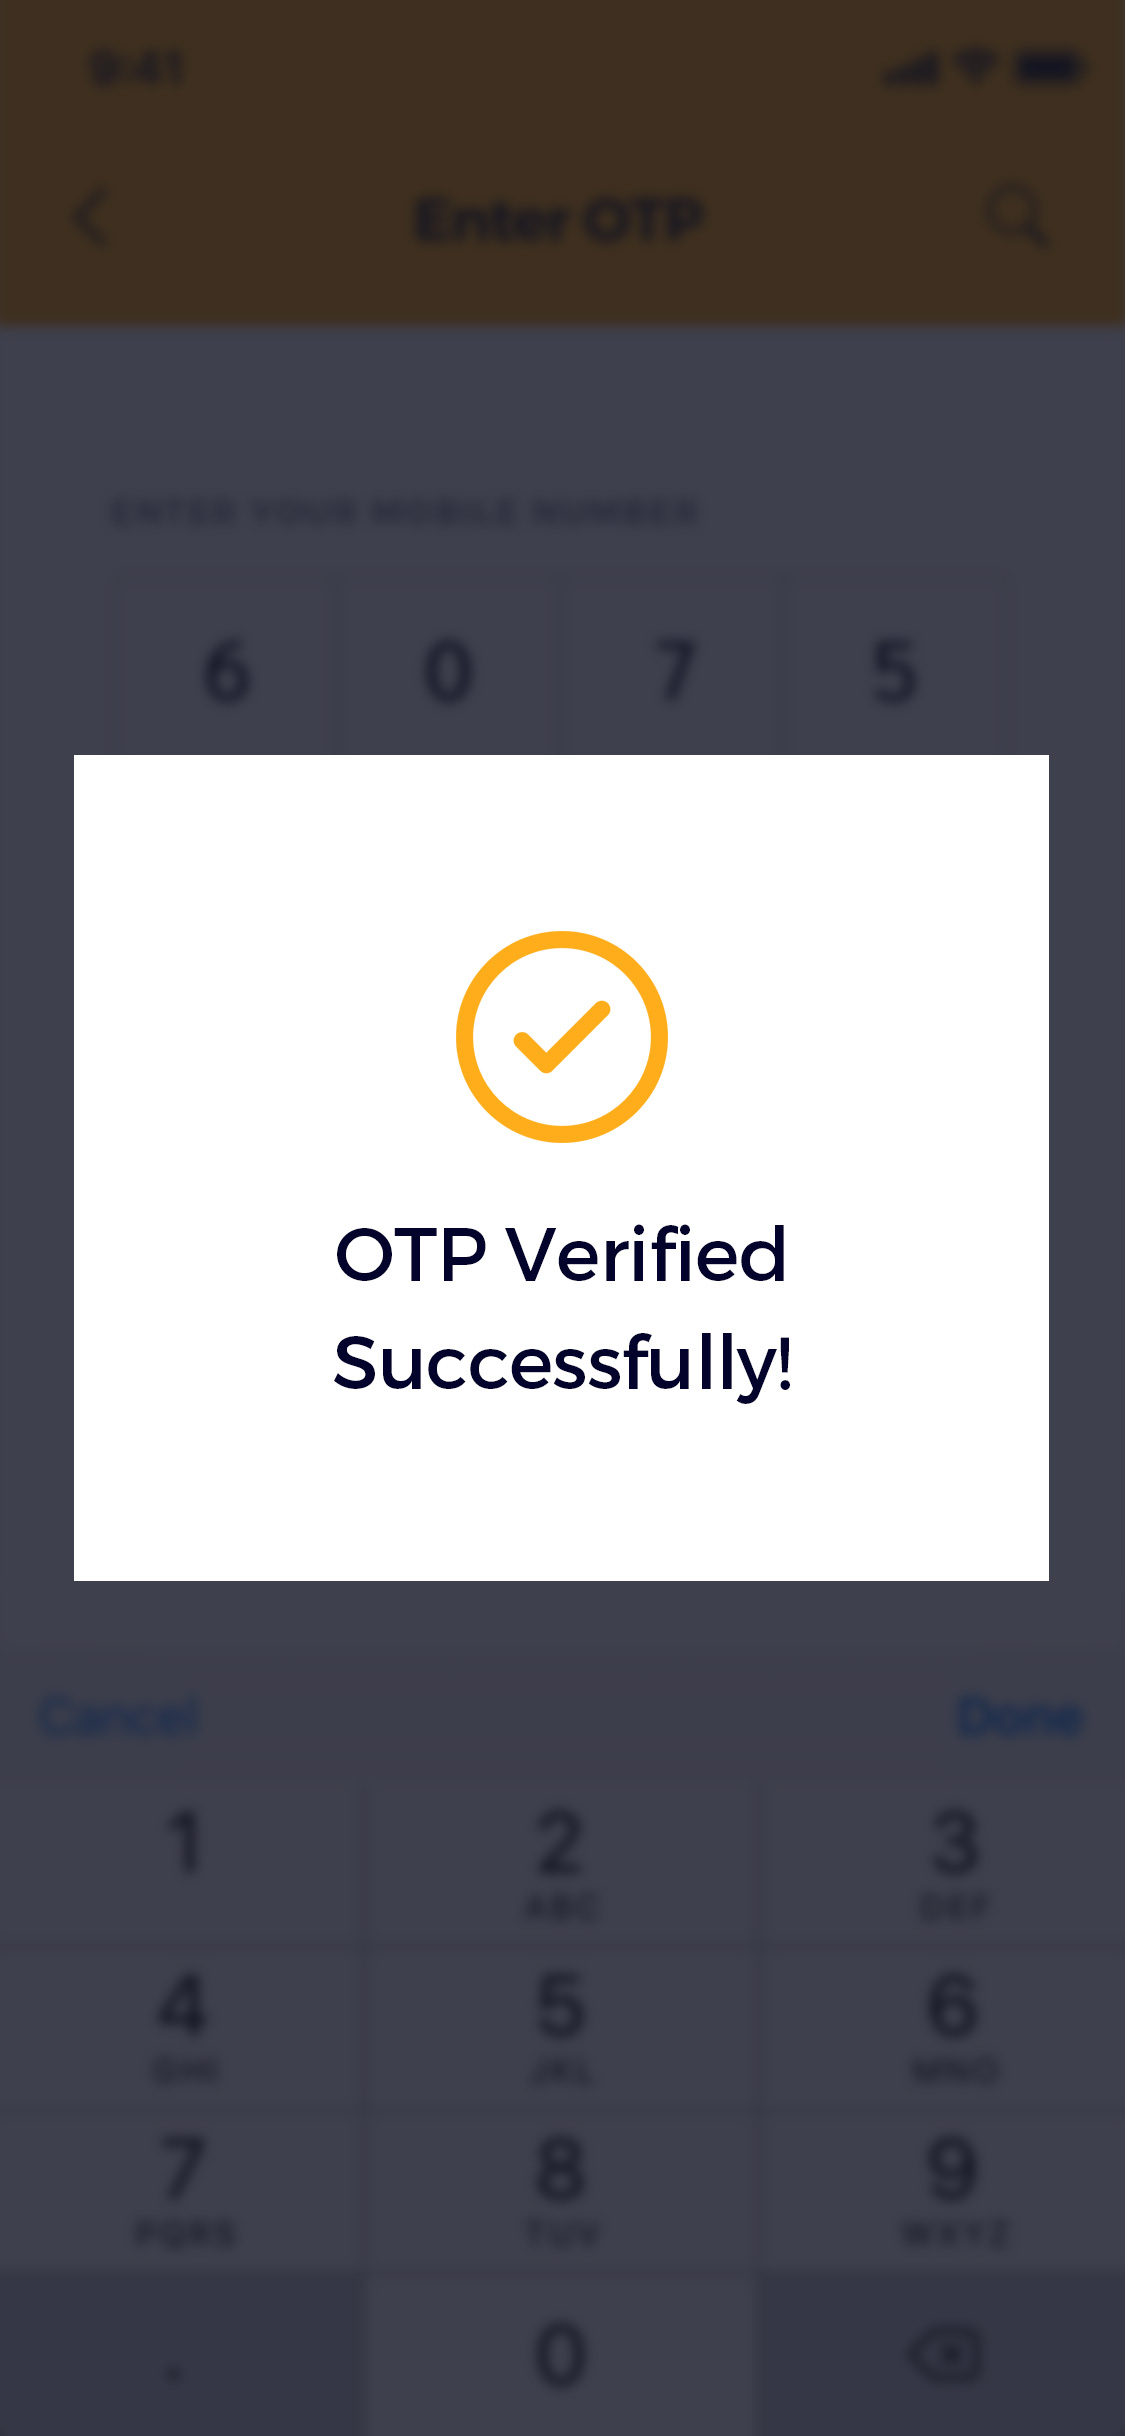 9:41
Enter OTP
ENTER YOUR MOBILE NUMBER
6 0 7 5
OTP Verified
Successfully!
Cancel Done
1 2 3
ABC DEF
4 5 6
GHI JKL MNO
7 8 9
PQRS TUV WXYZ
. 0